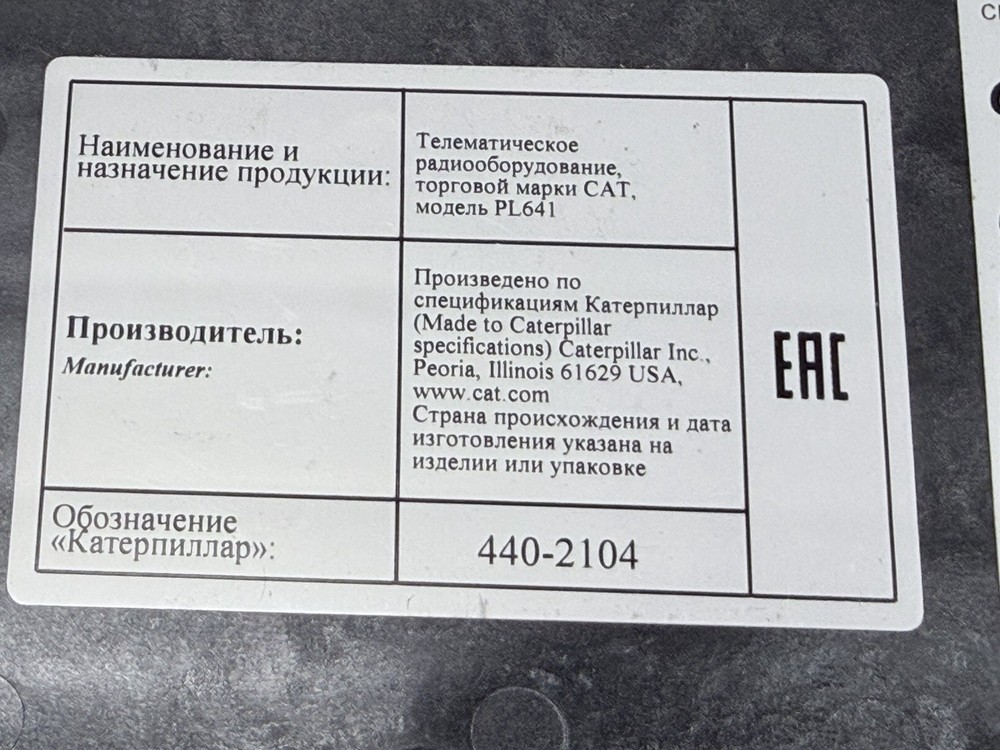 Наименование и
назначение продукции:
Телематическое
радиооборудование,
торговой марки CAT,
модель PL641
Производитель:
Manufacturer:
Произведено по
спецификациям Катерпиллар
(Made to Caterpillar
specifications) Caterpillar Inc.,
Peoria, Illinois 61629 USA,
www.cat.com
Страна происхождения и дата
изготовления указана на
изделии или упаковке
Обозначение
«Катерпиллар»:
440-2104
EAC